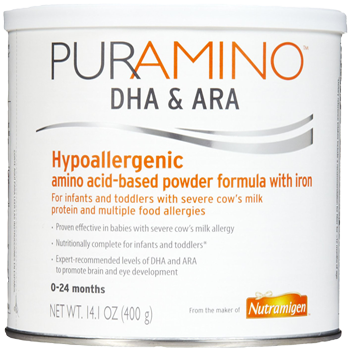 PURAMINO™
DHA & ARA
Hypoallergenic
amino acid-based powder formula with iron
For infants and toddlers with severe cow's milk
protein and multiple food allergies
• Proven effective in babies with severe cow's milk allergy
• Nutritionally complete for infants and toddlers*
• Expert-recommended levels of DHA and ARA
to promote brain and eye development
0-24 months
NET WT. 14.1 OZ (400 g)
From the maker of
Nutramigen